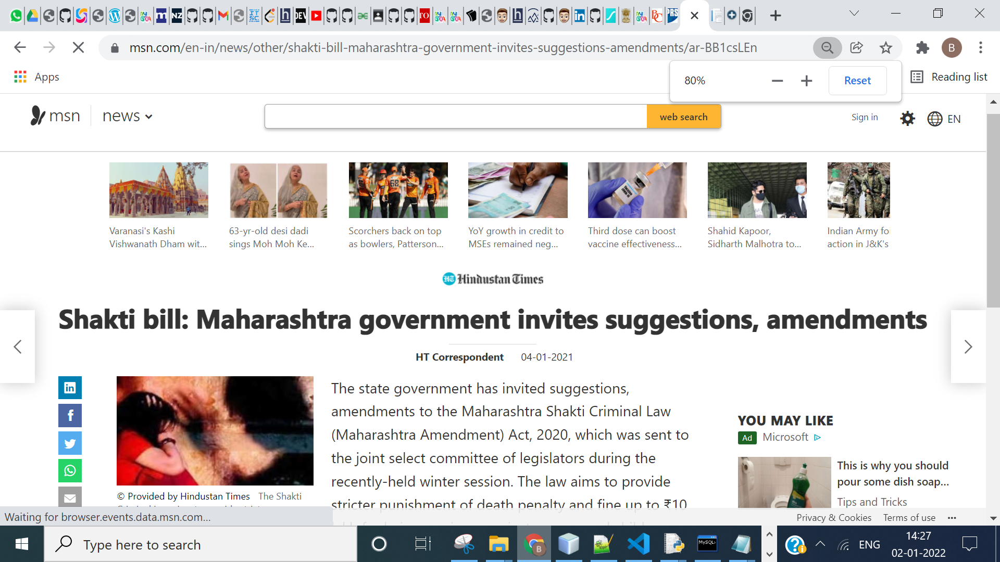 msn.com/en-in/news/other/shakti-bill-maharashtra-government-invites-suggestions-amendments/ar-BB1csLEn
B
Apps
80%
Reset
Reading list
msn
news
web search
Sign in
EN
Varanasi's Kashi
Vishwanath Dham wit...
63-yr-old desi dadi
sings Moh Moh Ke...
Scorchers back on top
as bowlers, Patterson...
YoY growth in credit to
MSEs remained neg...
Third dose can boost
vaccine effectiveness...
Shahid Kapoor,
Sidharth Malhotra to...
Indian Army
action in J&K's
HT Hindustan Times
Shakti bill: Maharashtra government invites suggestions, amendments
HT Correspondent 04-01-2021
The state government has invited suggestions,
amendments to the Maharashtra Shakti Criminal Law
(Maharashtra Amendment) Act, 2020, which was sent to
the joint select committee of legislators during the
recently-held winter session. The law aims to provide
stricter punishment of death penalty and fine up to ₹10
© Provided by Hindustan Times The Shakti
YOU MAY LIKE
Ad Microsoft
This is why you should
pour some dish soap...
Tips and Tricks
Waiting for browser.events.data.msn.com...
Privacy & Cookies Terms of use ...
Type here to search
MySQL>
ENG
14:27
02-01-2022